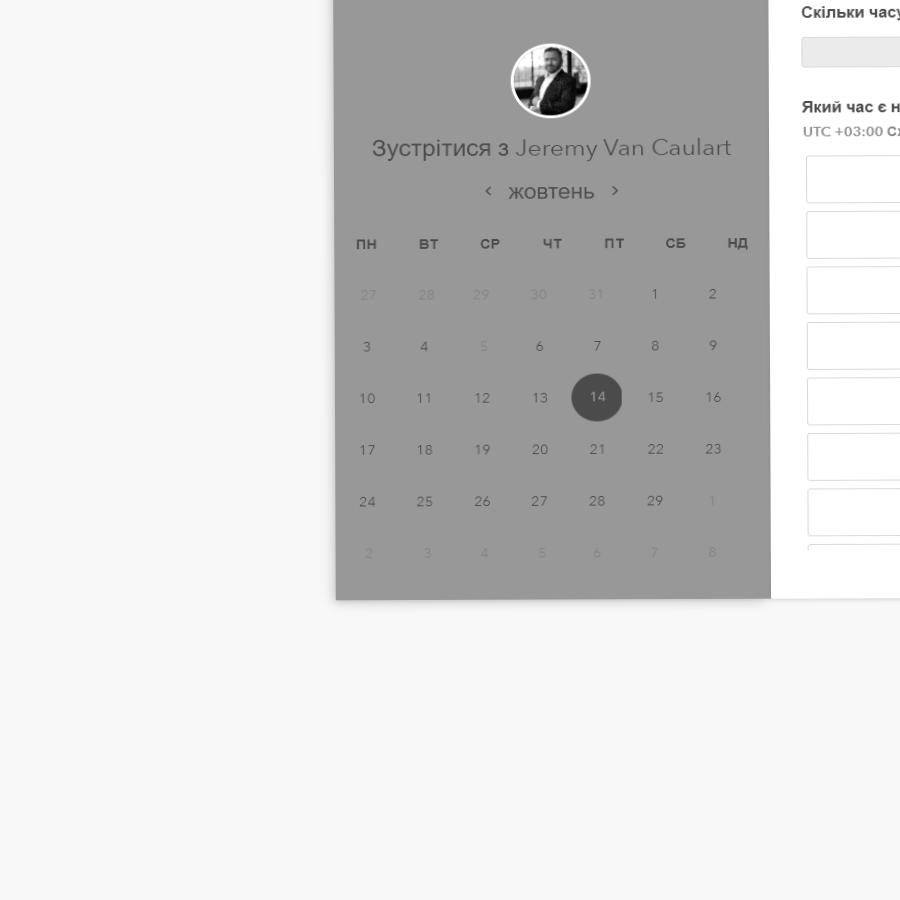 Скільки часу
Який час є н
UTC +03:00 Сх
Зустрітися з Jeremy Van Caulart
‹ жовтень ›
ПН ВТ СР ЧТ ПТ СБ НД
27 28 29 30 31 1 2
3 4 5 6 7 8 9
10 11 12 13 14 15 16
17 18 19 20 21 22 23
24 25 26 27 28 29 1
2 3 4 5 6 7 8